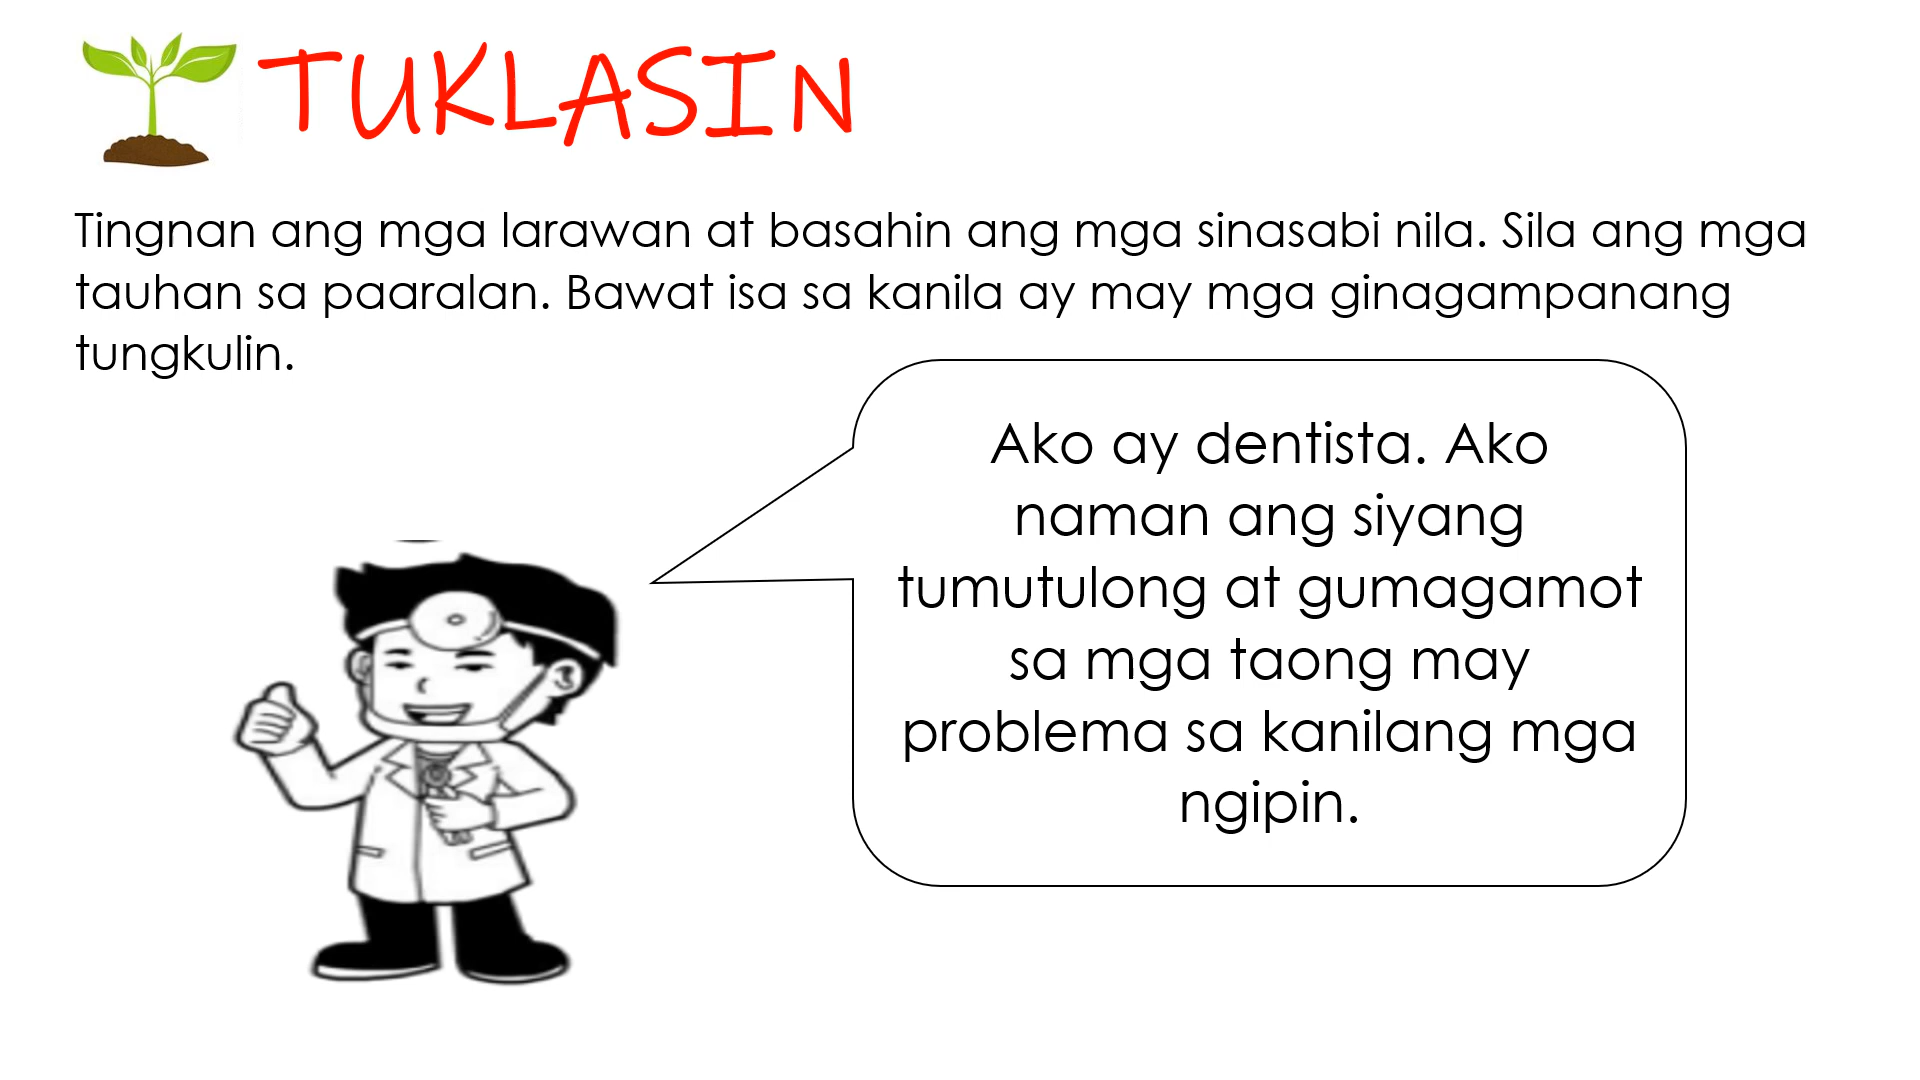 TUKLASIN
Tingnan ang mga larawan at basahin ang mga sinasabi nila. Sila ang mga
tauhan sa paaralan. Bawat isa sa kanila ay may mga ginagampanang
tungkulin.
Ako ay dentista. Ako
naman ang siyang
tumutulong at gumagamot
sa mga taong may
problema sa kanilang mga
ngipin.